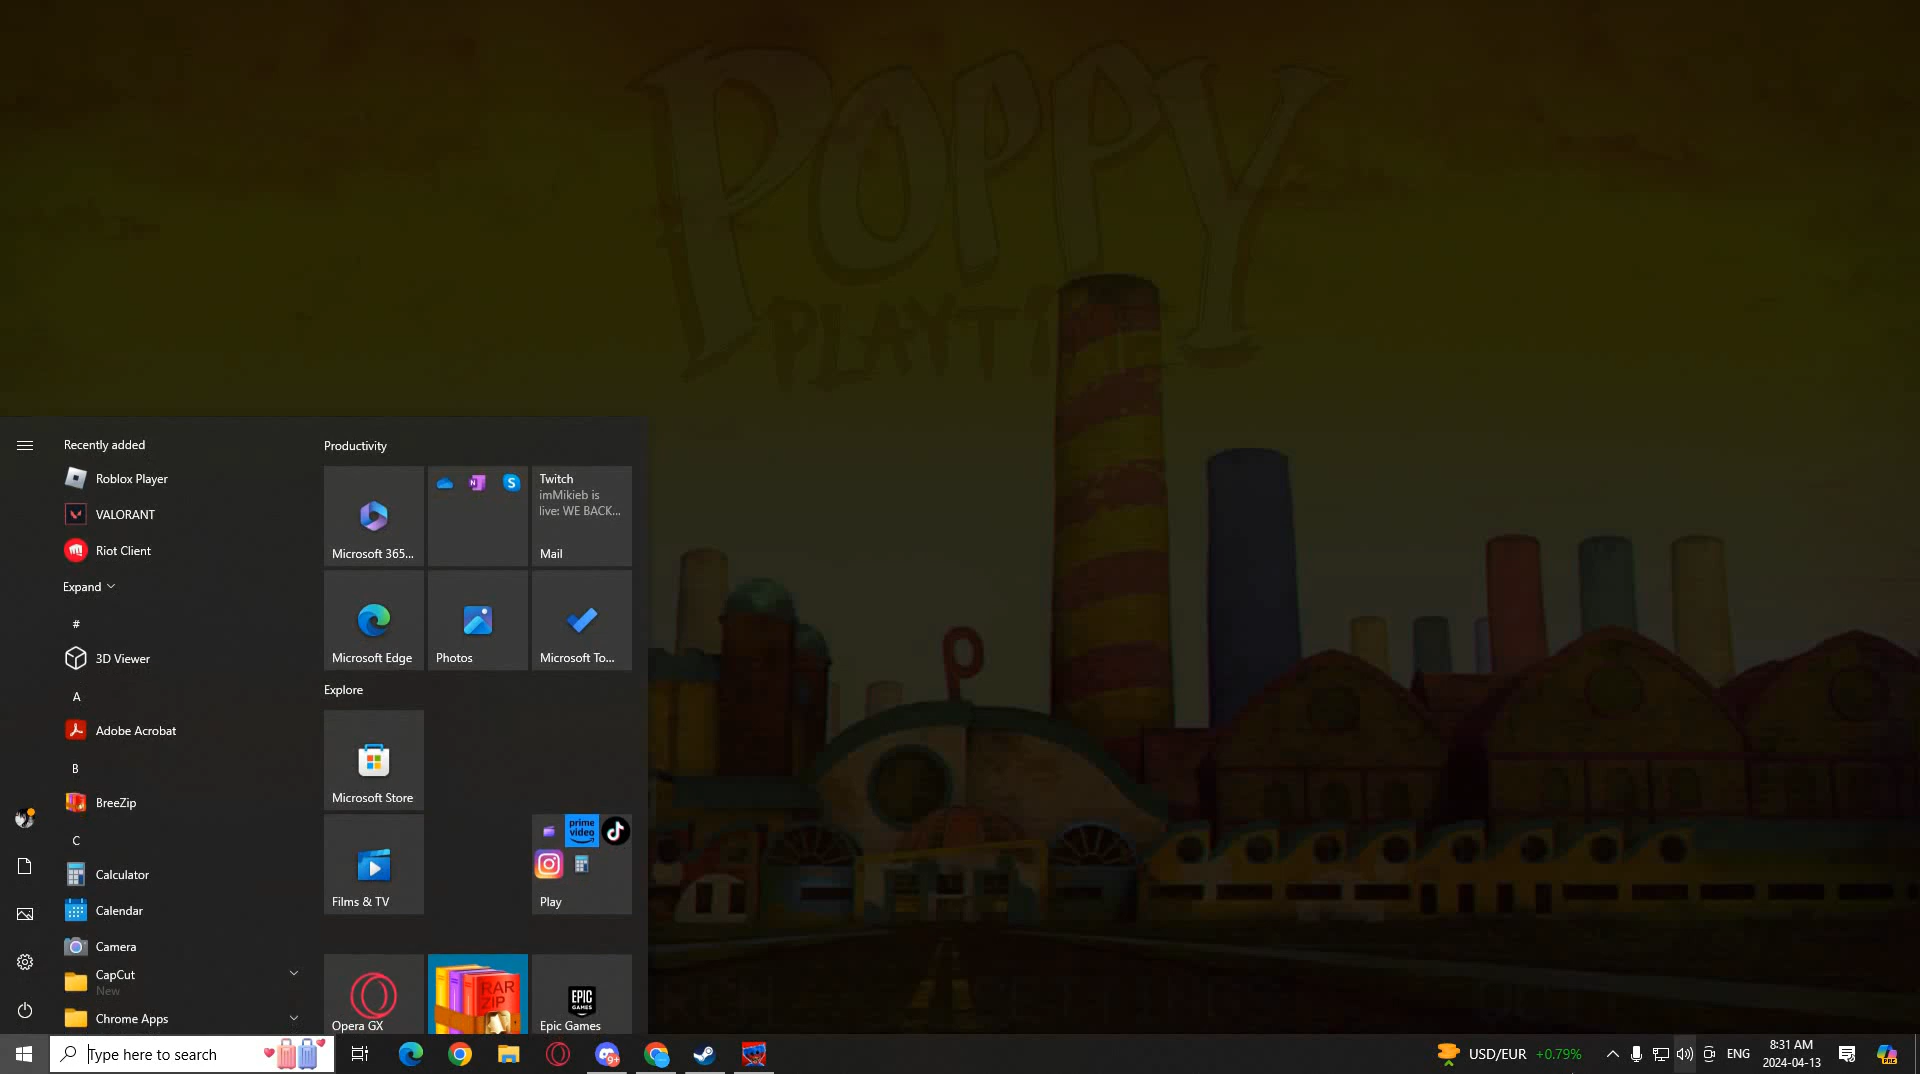 POPPY
PLAYT
Recently added
Roblox Player
VALORANT
Riot Client
Expand
#
3D Viewer
A
Adobe Acrobat
B
BreeZip
C
Calculator
Calendar
Camera
CapCut
New
Chrome Apps
Productivity
Microsoft 365...
N
S
Twitch
imMikieb is
live: WE BACK...
Mail
Microsoft Edge
Photos
Microsoft To...
Explore
Microsoft Store
Films & TV
prime
video
Play
Opera GX
RAR
ZIP
EPIC
GAMES
Epic Games
P
Type here to search
9+
USD/EUR +0.79%
ENG
8:31 AM
2024-04-13
PRE